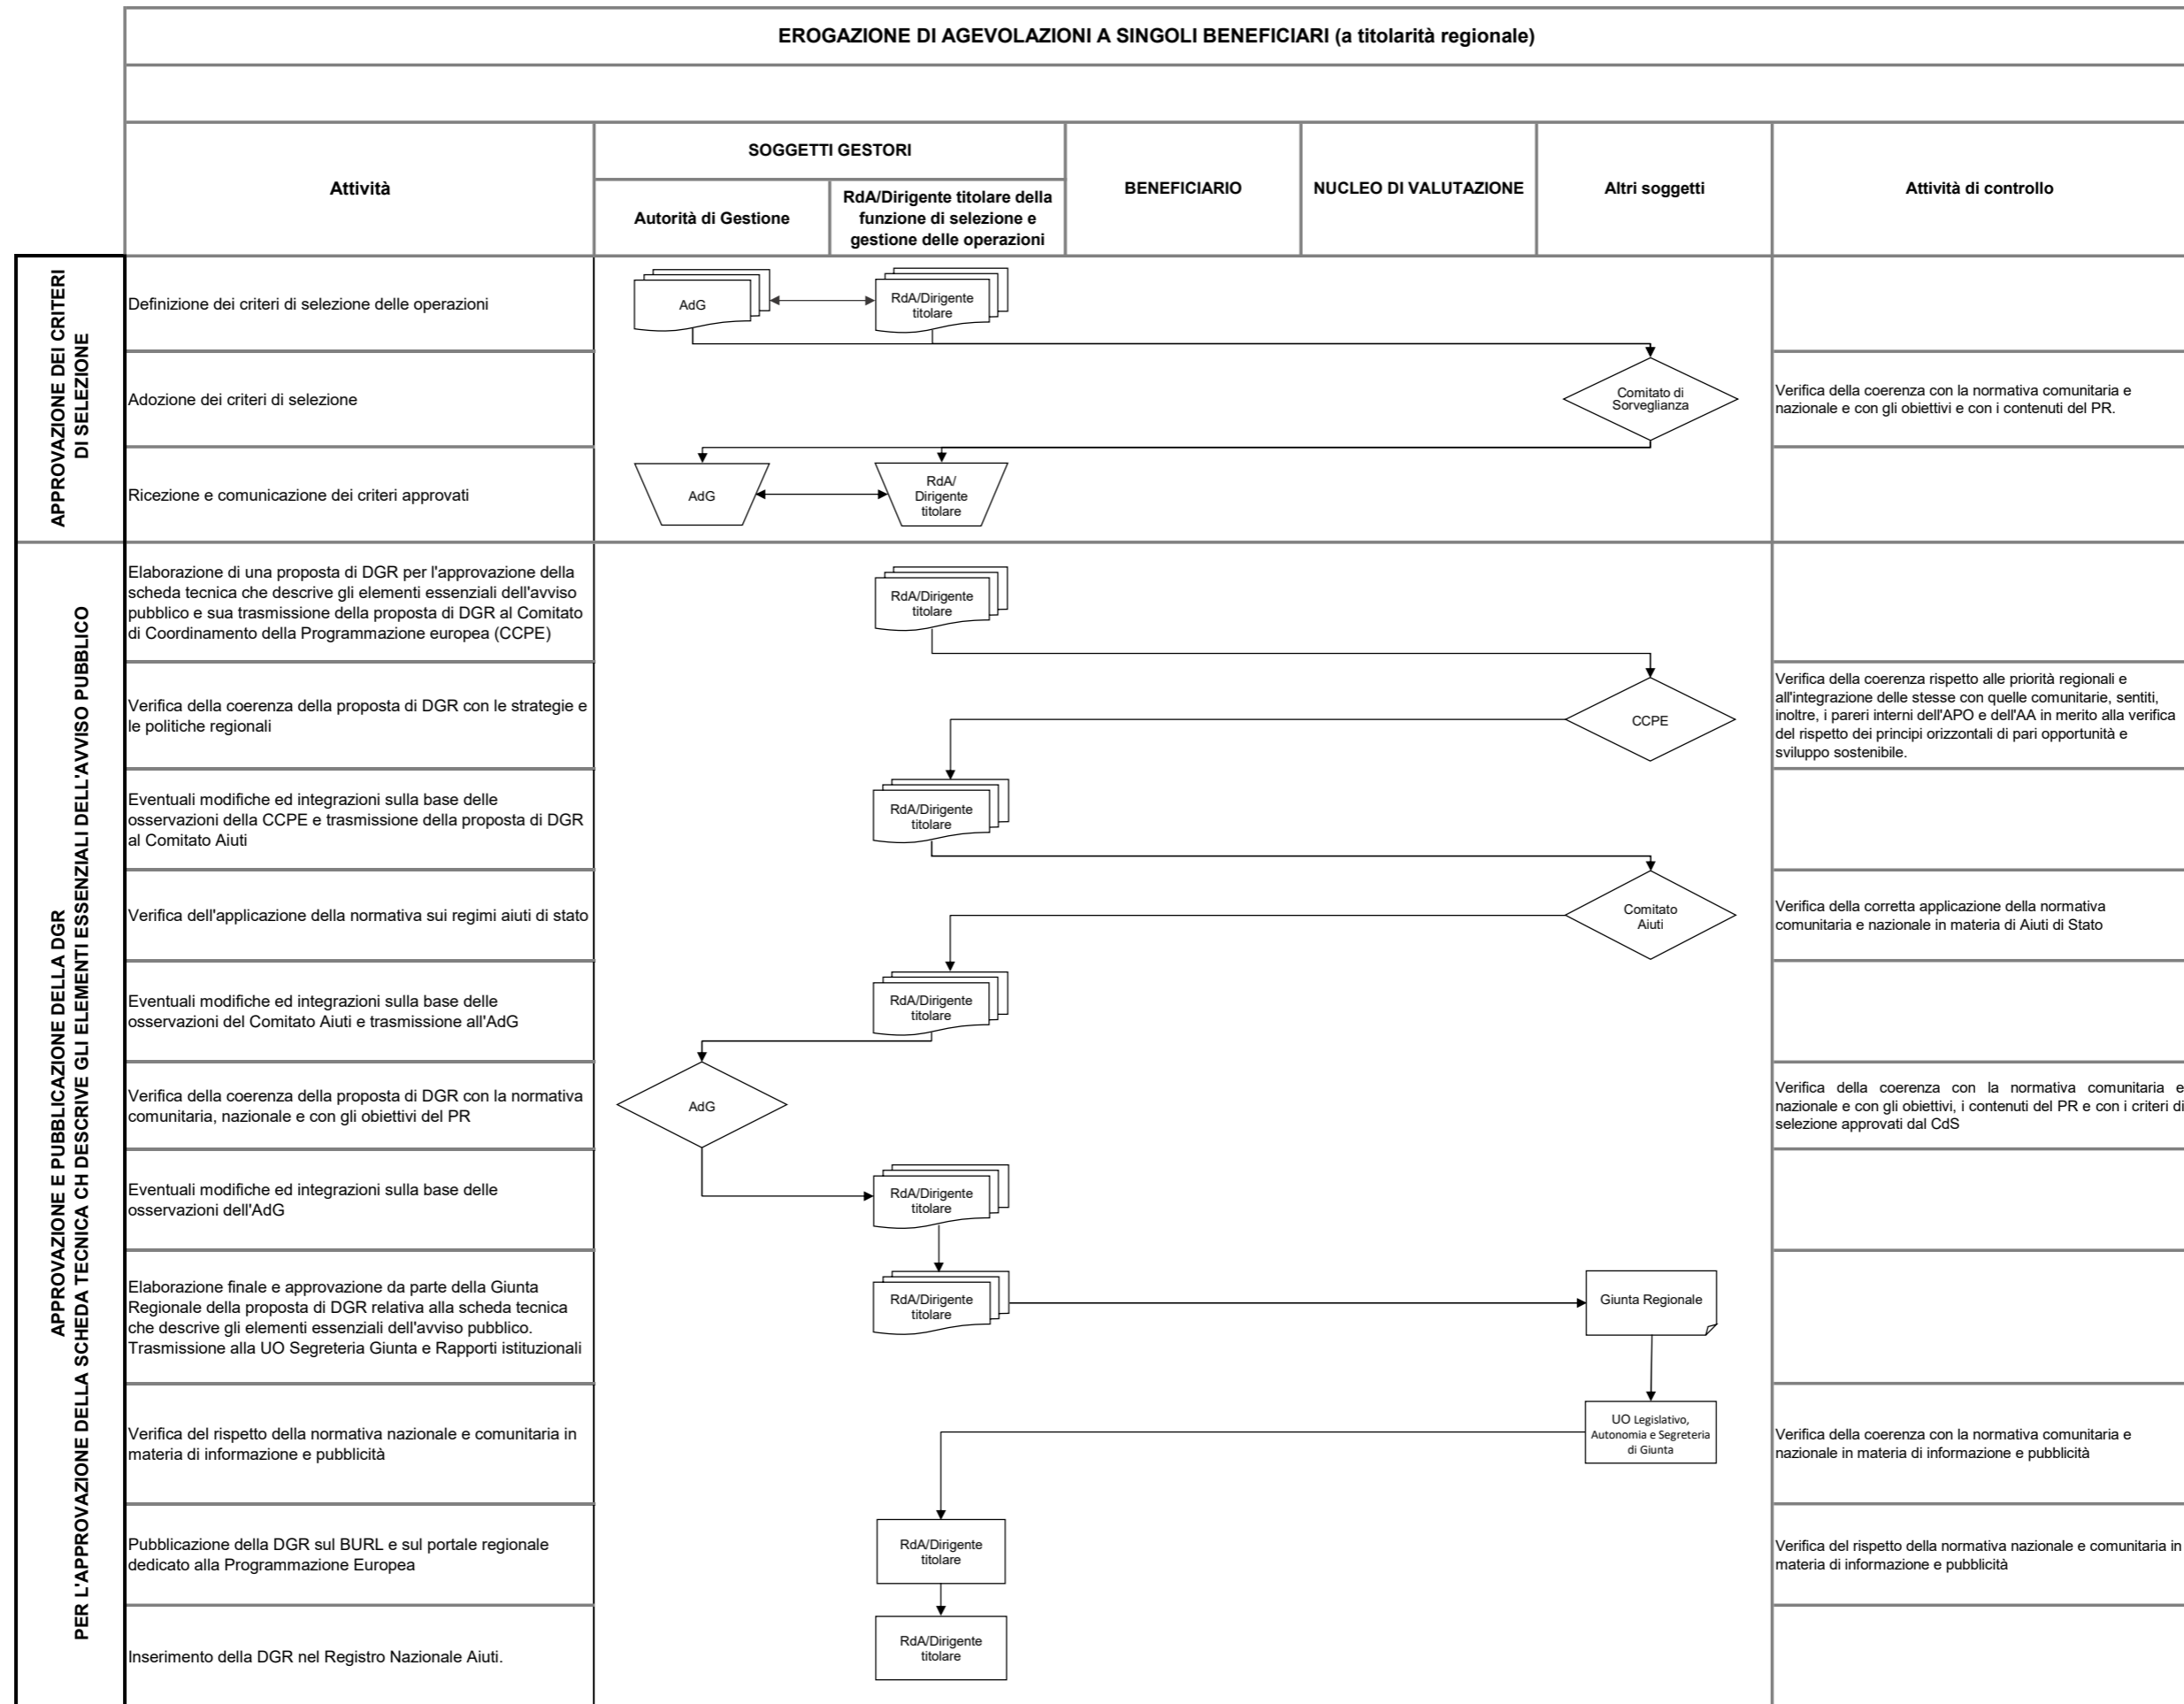 EROGAZIONE DI AGEVOLAZIONI A SINGOLI BENEFICIARI (a titolarità regionale)
Attività
SOGGETTI GESTORI
Autorità di Gestione
RdA/Dirigente titolare della
funzione di selezione e
gestione delle operazioni
BENEFICIARIO
NUCLEO DI VALUTAZIONE
Altri soggetti
Attività di controllo
APPROVAZIONE DEI CRITERI
DI SELEZIONE
Definizione dei criteri di selezione delle operazioni
AdG
RdA/Dirigente
titolare
Adozione dei criteri di selezione
Comitato di
Sorveglianza
Verifica della coerenza con la normativa comunitaria e
nazionale e con gli obiettivi e con i contenuti del PR.
Ricezione e comunicazione dei criteri approvati
AdG
RdA/
Dirigente
titolare
APPROVAZIONE E PUBBLICAZIONE DELLA DGR
PER L'APPROVAZIONE DELLA SCHEDA TECNICA CH DESCRIVE GLI ELEMENTI ESSENZIALI DELL'AVVISO PUBBLICO
Elaborazione di una proposta di DGR per l'approvazione della
scheda tecnica che descrive gli elementi essenziali dell'avviso
pubblico e sua trasmissione della proposta di DGR al Comitato
di Coordinamento della Programmazione europea (CCPE)
RdA/Dirigente
titolare
Verifica della coerenza della proposta di DGR con le strategie e
le politiche regionali
CCPE
Verifica della coerenza rispetto alle priorità regionali e
all'integrazione delle stesse con quelle comunitarie, sentiti,
inoltre, i pareri interni dell'APO e dell'AA in merito alla verifica
del rispetto dei principi orizzontali di pari opportunità e
sviluppo sostenibile.
Eventuali modifiche ed integrazioni sulla base delle
osservazioni della CCPE e trasmissione della proposta di DGR
al Comitato Aiuti
RdA/Dirigente
titolare
Verifica dell'applicazione della normativa sui regimi aiuti di stato
Comitato
Aiuti
Verifica della corretta applicazione della normativa
comunitaria e nazionale in materia di Aiuti di Stato
Eventuali modifiche ed integrazioni sulla base delle
osservazioni del Comitato Aiuti e trasmissione all'AdG
RdA/Dirigente
titolare
Verifica della coerenza della proposta di DGR con la normativa
comunitaria, nazionale e con gli obiettivi del PR
AdG
Verifica della coerenza con la normativa comunitaria e
nazionale e con gli obiettivi, i contenuti del PR e con i criteri di
selezione approvati dal CdS
Eventuali modifiche ed integrazioni sulla base delle
osservazioni dell'AdG
RdA/Dirigente
titolare
Elaborazione finale e approvazione da parte della Giunta
Regionale della proposta di DGR relativa alla scheda tecnica
che descrive gli elementi essenziali dell'avviso pubblico.
Trasmissione alla UO Segreteria Giunta e Rapporti istituzionali
RdA/Dirigente
titolare
Giunta Regionale
Verifica del rispetto della normativa nazionale e comunitaria in
materia di informazione e pubblicità
UO Legislativo,
Autonomia e Segreteria
di Giunta
Verifica della coerenza con la normativa comunitaria e
nazionale in materia di informazione e pubblicità
Pubblicazione della DGR sul BURL e sul portale regionale
dedicato alla Programmazione Europea
RdA/Dirigente
titolare
Verifica del rispetto della normativa nazionale e comunitaria in
materia di informazione e pubblicità
Inserimento della DGR nel Registro Nazionale Aiuti.
RdA/Dirigente
titolare